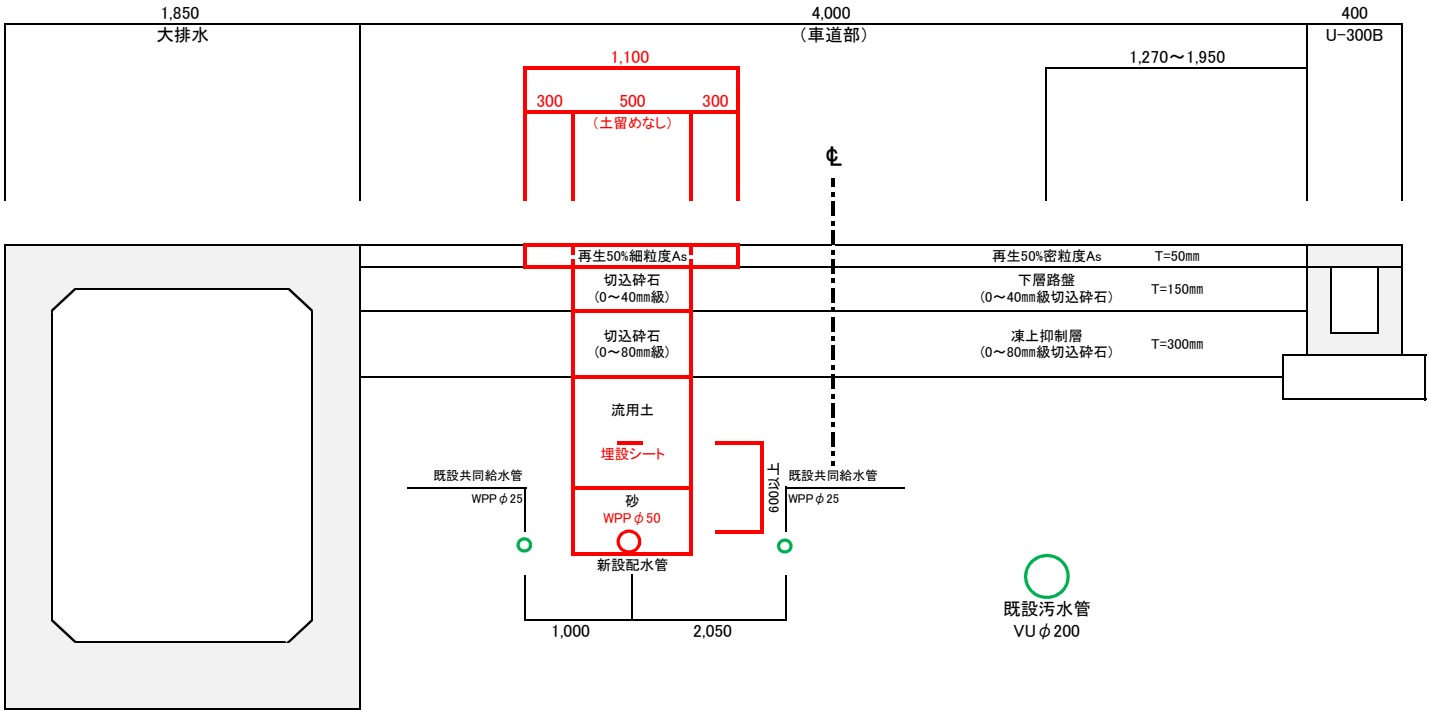 1,850
4,000
400
大排水
（車道部）
U-300B
1,100
1,270～1,950
300
500
300
（土留めなし）
℄
再生50%細粒度As
再生50%密粒度As
T=50㎜
切込砕石
（0～40㎜級）
下層路盤
（0～40㎜級切込砕石）
T=150㎜
切込砕石
（0～80㎜級）
凍上抑制層
（0～80㎜級切込砕石）
T=300㎜
流用土
埋設シート
600以上
既設共同給水管
WPPφ25
既設共同給水管
WPPφ25
砂
WPPφ50
新設配水管
1,000
2,050
既設汚水管
VUφ200